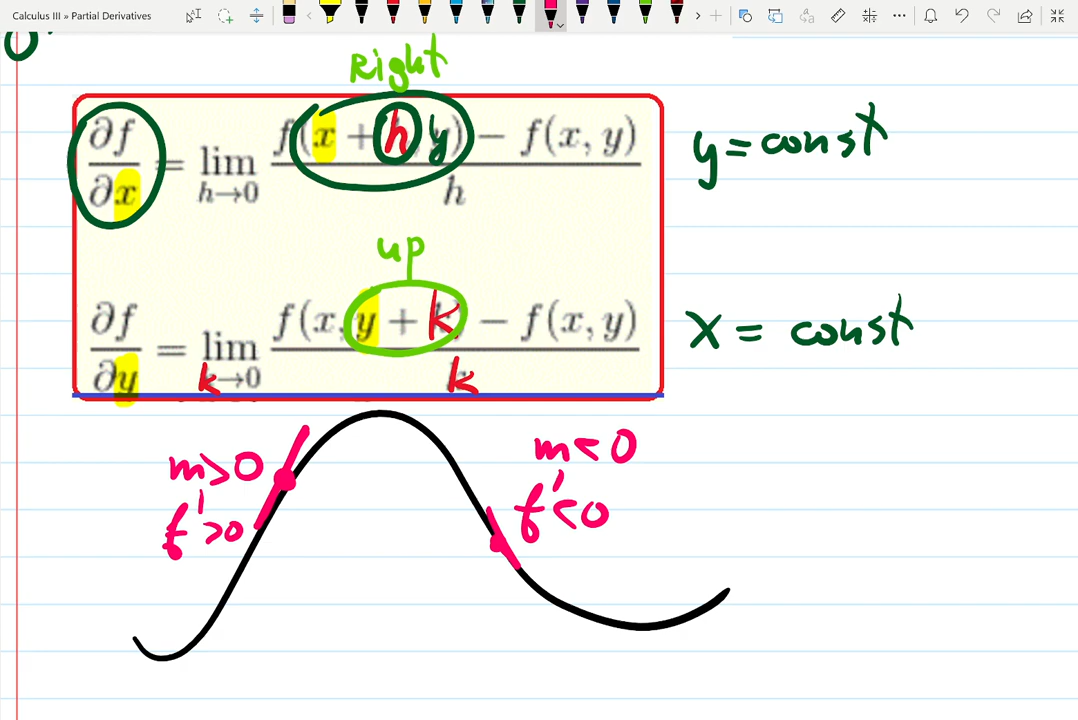 Calculus III » Partial Derivatives
Right
∂f/∂x = lim h→0 (f(x + h, y) − f(x, y))/h
y = const
up
∂f/∂y = lim k→0 (f(x, y + k) − f(x, y))/k
x = const
m>0
f'>0
m<0
f'<0